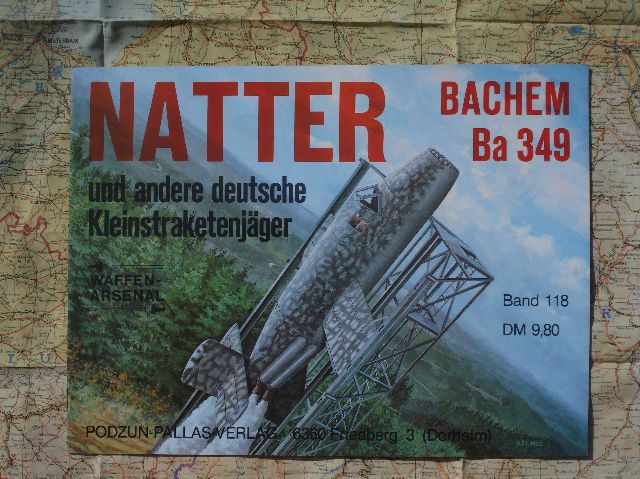 AMSTERDAM
NATTER
BACHEM
Ba 349
und andere deutsche
Kleinstraketenjäger
WAFFEN-
ARSENAL
Band 118
DM 9,80
PODZUN-PALLAS-VERLAG, 6360 Friedberg 3 (Dorheim)